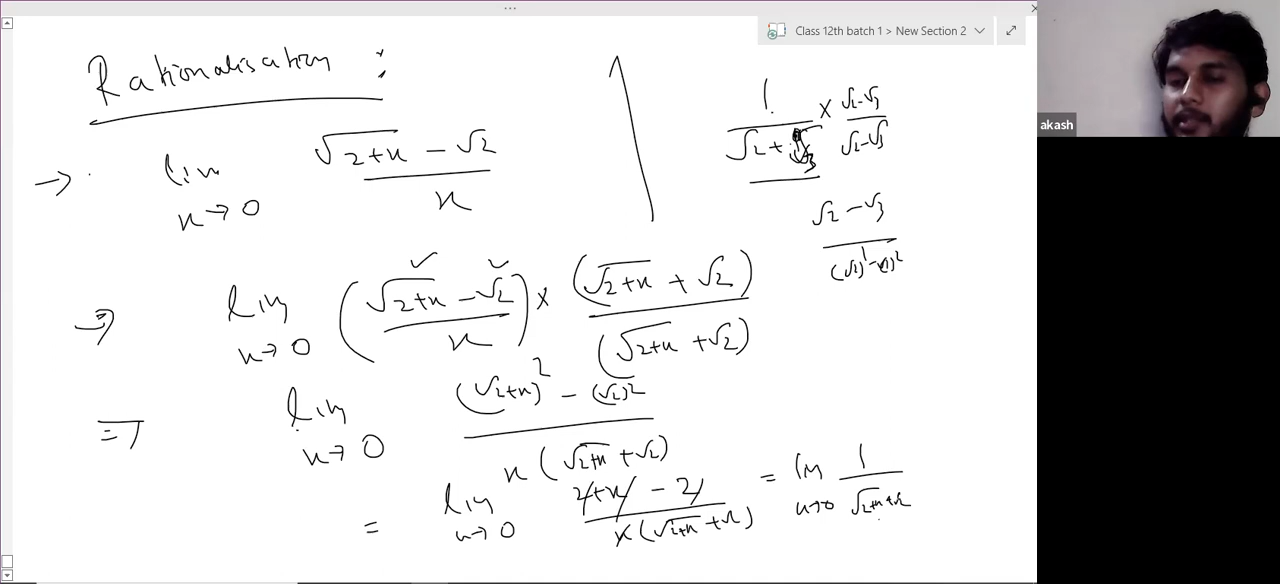 Class 12th batch 1 > New Section 2
akash
Rationalisation :
→ lim x→0 (√(2+x) − √2) / x
1 / (√2 + √3) × (√2 − √3) / (√2 − √3)
(√2 − √3) / ((√2)² − (√3)²)
⇒ lim x→0 ((√(2+x) − √2) / x) × (√(2+x) + √2) / (√(2+x) + √2)
⇒ lim x→0 ((√(2+x))² − (√2)²) / (x(√(2+x) + √2))
= lim x→0 (2+x − 2) / (x(√(2+x) + √2)) = lim x→0 1 / (√(2+x) + √2)